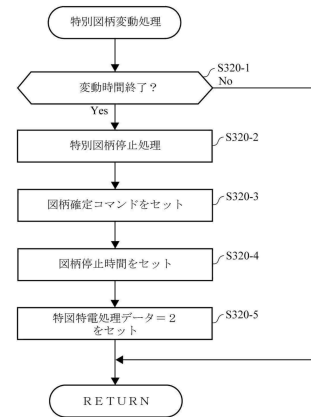 特別図柄変動処理
S320-1
変動時間終了？
No
Yes
S320-2
特別図柄停止処理
S320-3
図柄確定コマンドをセット
S320-4
図柄停止時間をセット
S320-5
特図特電処理データ＝２
をセット
ＲＥＴＵＲＮ